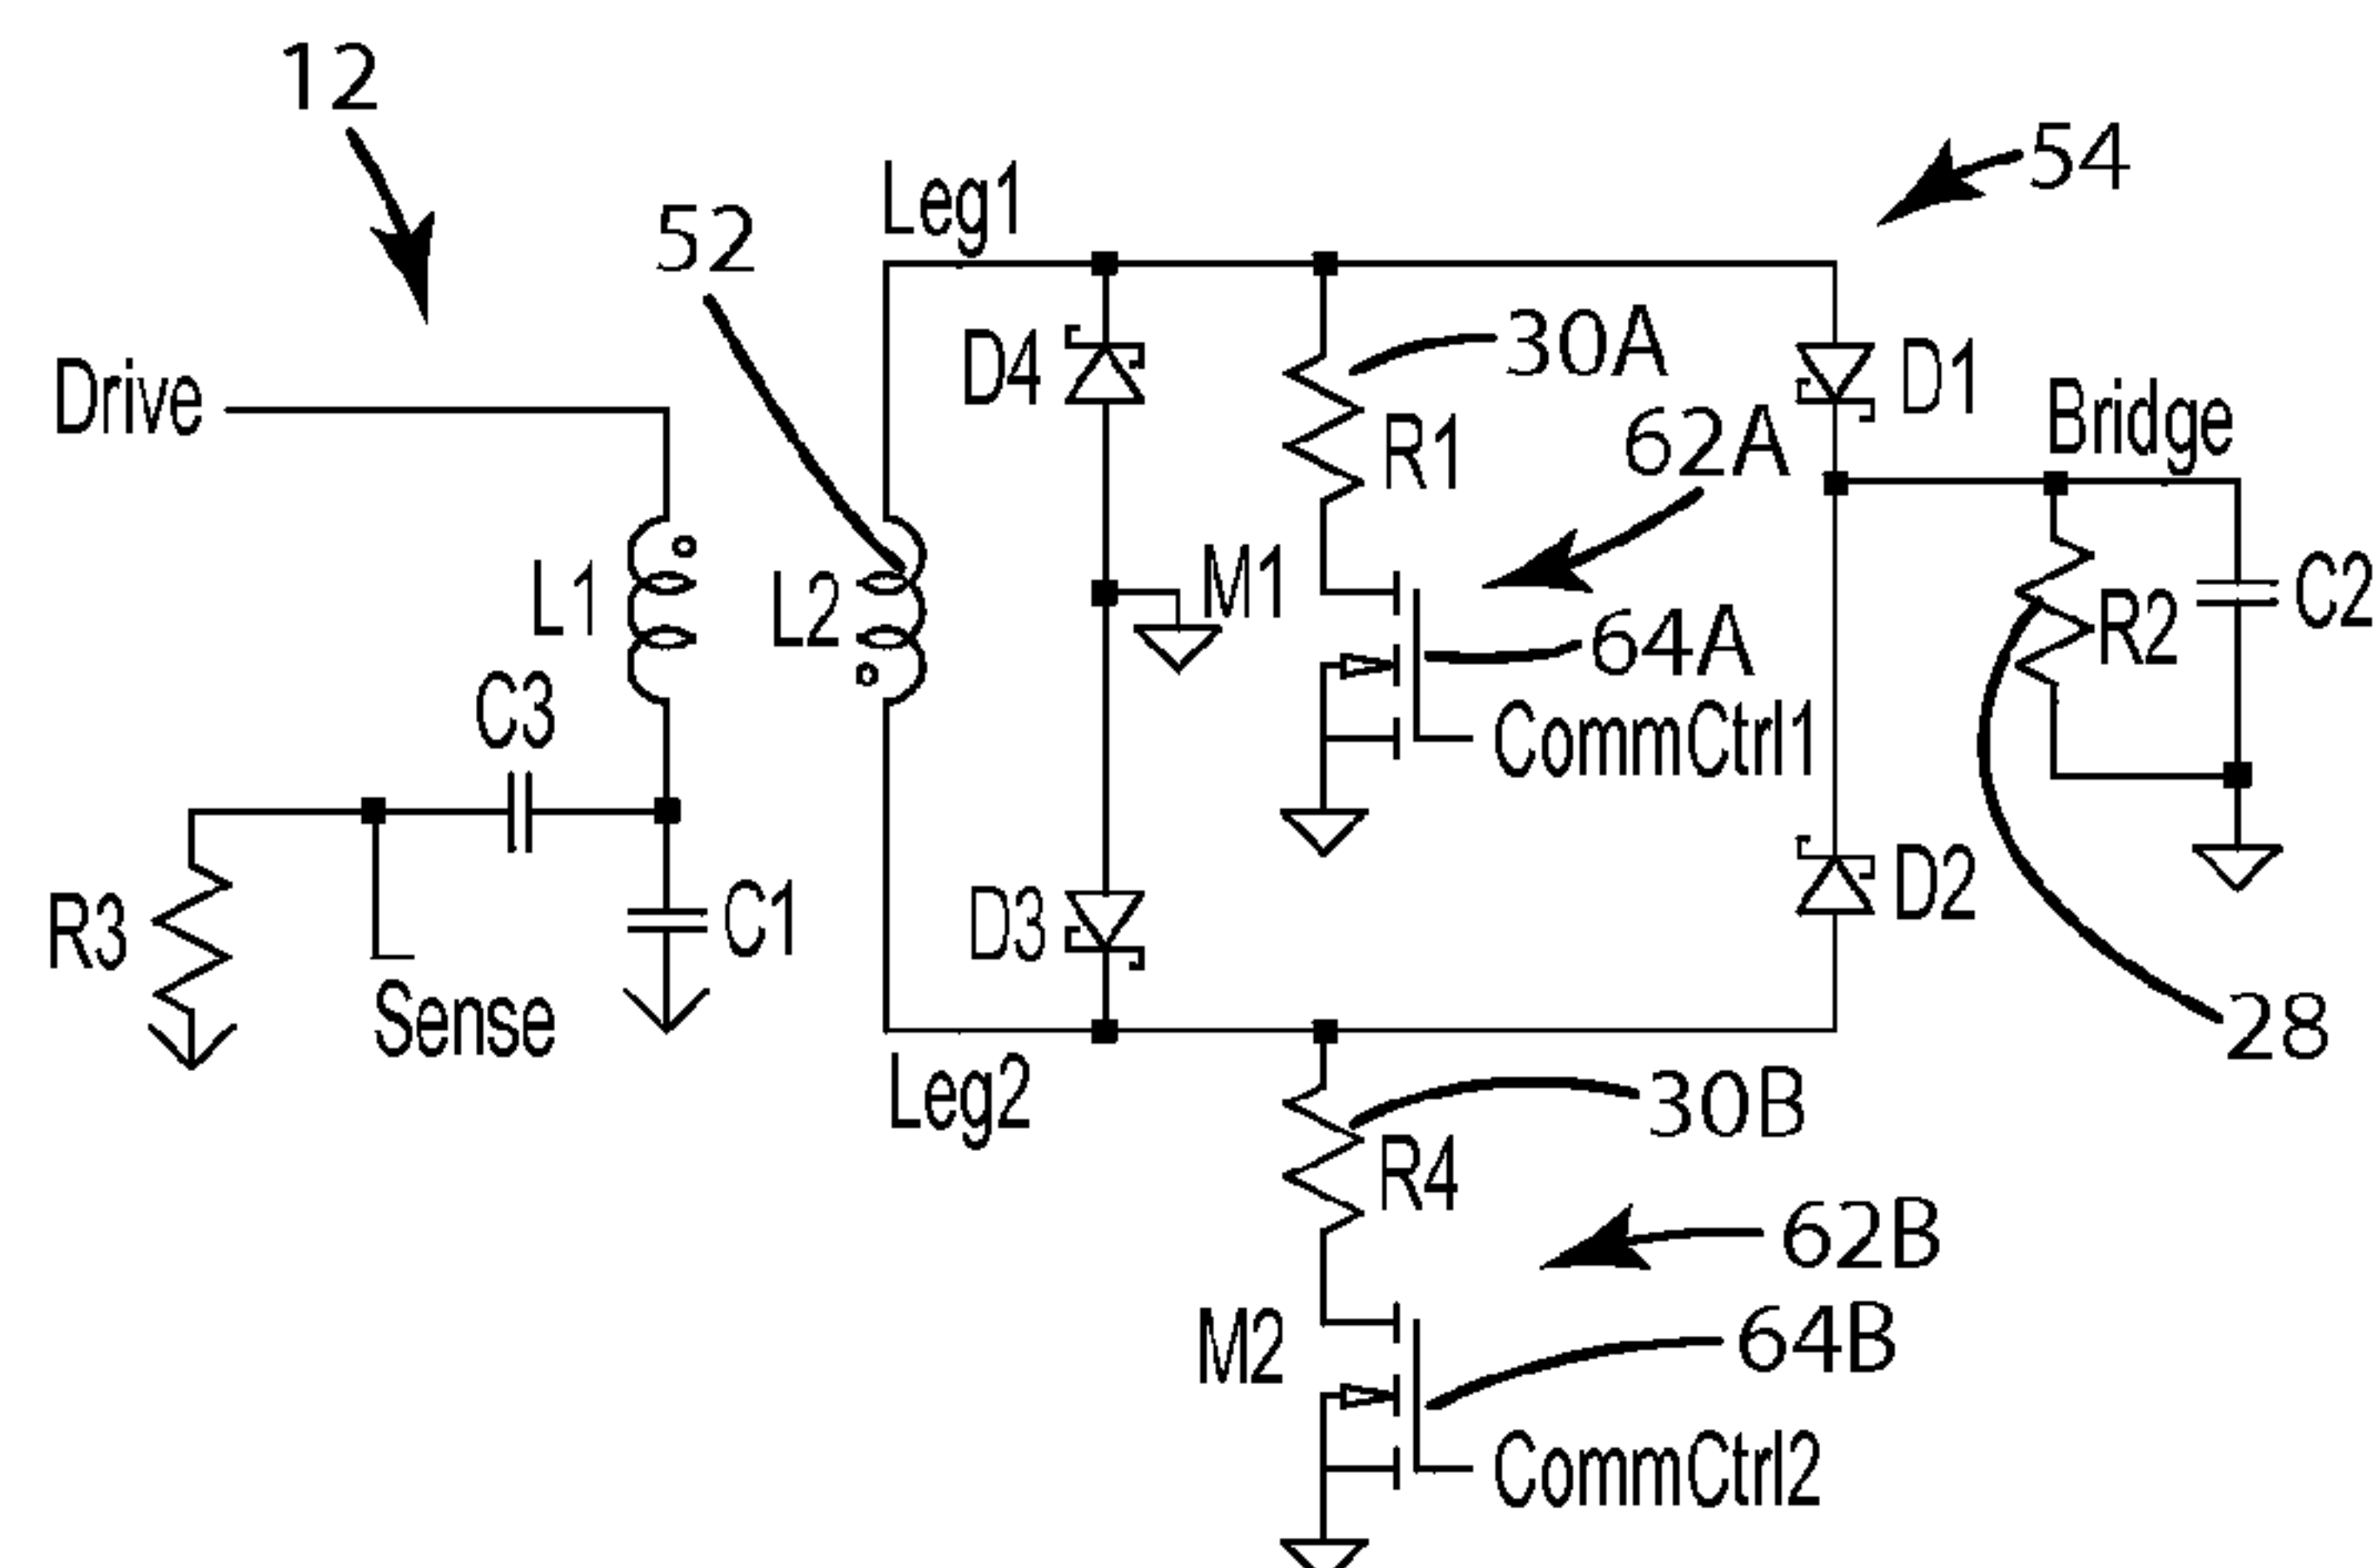 12
54
Leg1
52
30A
D4
D1
Drive
Bridge
R1
62A
M1
L1
L2
C2
R2
64A
C3
CommCtrl1
D2
R3
C1
D3
Sense
28
Leg2
30B
R4
62B
M2
64B
CommCtrl2